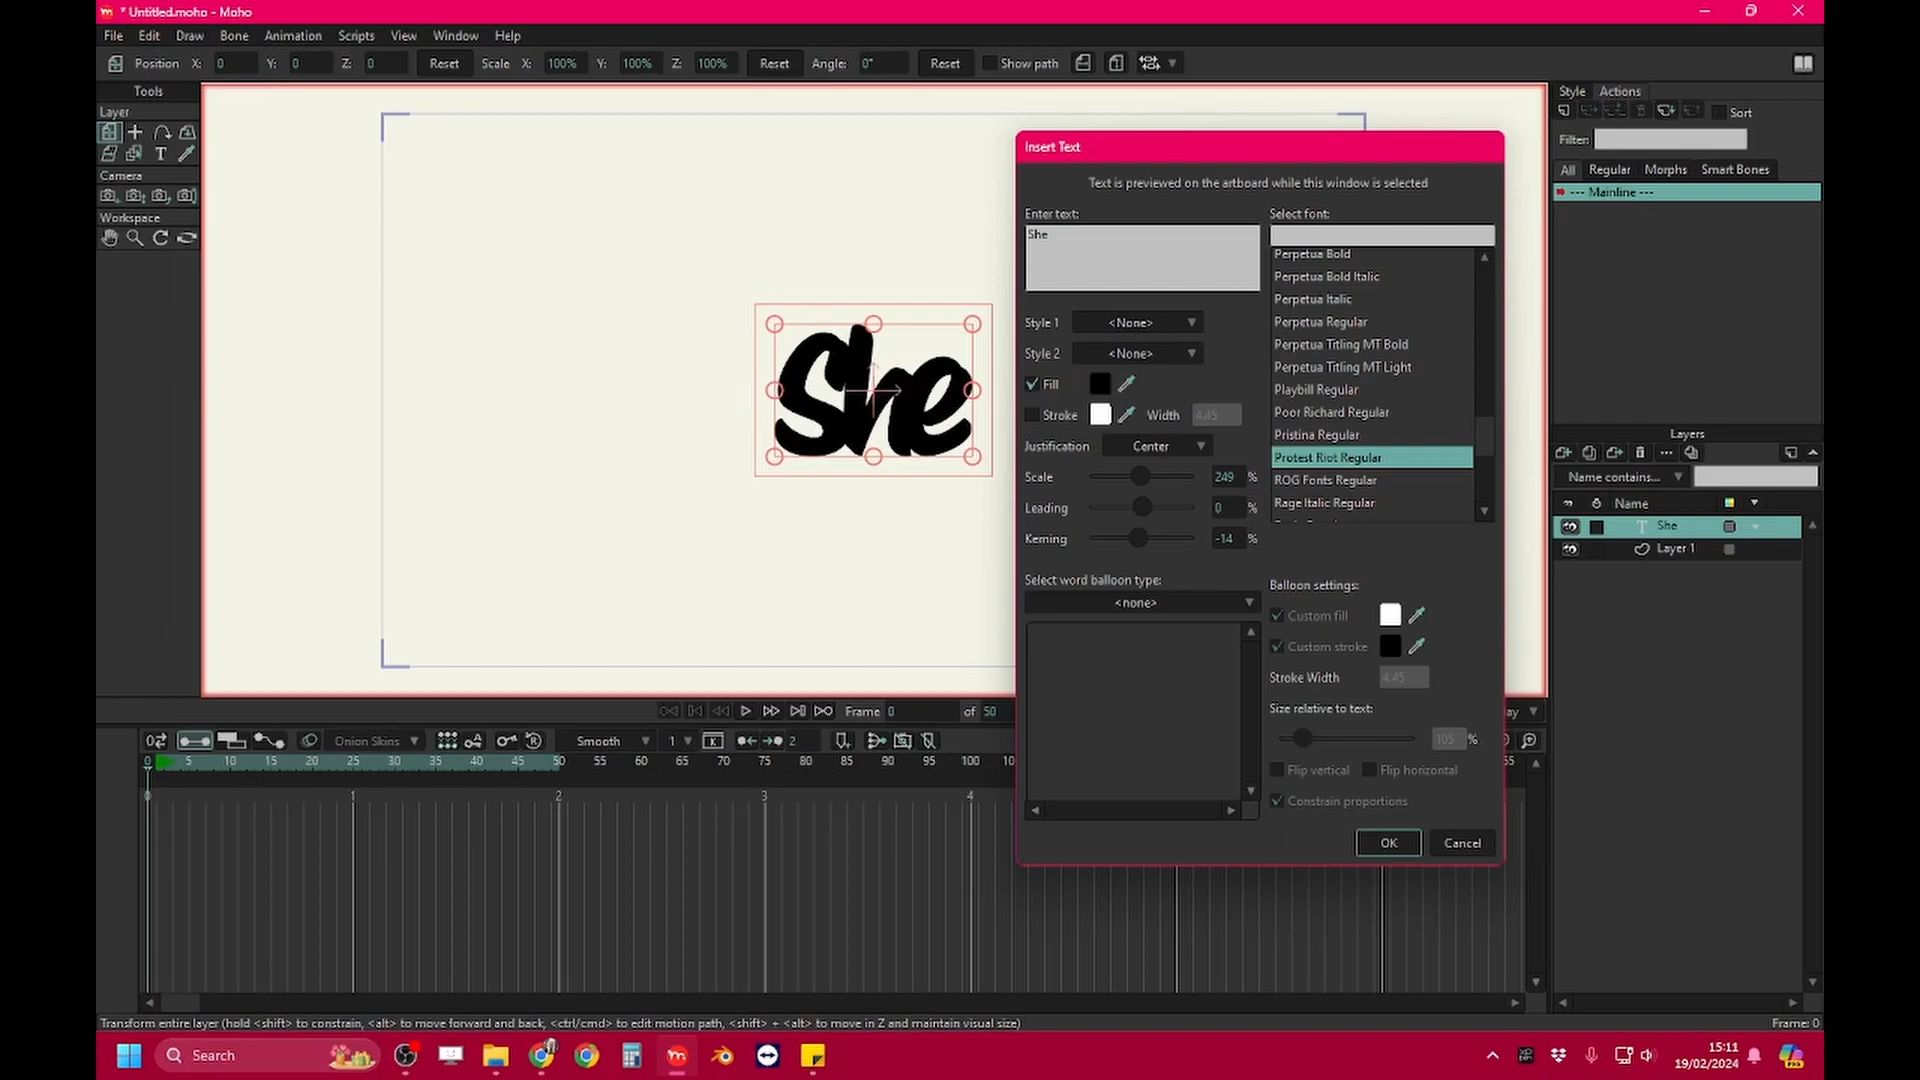 * Untitled.moho - Moho
File Edit Draw Bone Animation Scripts View Window Help
Position X: 0 Y: 0 Z: 0 Reset Scale X: 100% Y: 100% Z: 100% Reset Angle: 0° Reset Show path
Tools
Layer
Camera
Workspace
She
Insert Text
Text is previewed on the artboard while this window is selected
Enter text:
She
Select font:
Perpetua Bold
Perpetua Bold Italic
Perpetua Italic
Perpetua Regular
Perpetua Titling MT Bold
Perpetua Titling MT Light
Playbill Regular
Poor Richard Regular
Pristina Regular
Protest Riot Regular
ROG Fonts Regular
Rage Italic Regular
Style 1 <None>
Style 2 <None>
Fill
Stroke Width 4.45
Justification Center
Scale 249 %
Leading 0 %
Kerning -14 %
Select word balloon type:
<none>
Balloon settings:
Custom fill
Custom stroke
Stroke Width 4.45
Size relative to text:
105 %
Flip vertical Flip horizontal
Constrain proportions
OK Cancel
Style Actions
Sort
Filter:
All Regular Morphs Smart Bones
--- Mainline ---
Layers
Name contains...
Name
She
Layer 1
Frame 0 of 50
Onion Skins Smooth 1 2
0 5 10 15 20 25 30 35 40 45 50 55 60 65 70 75 80 85 90 95 100
0 1 2 3 4
Transform entire layer (hold <shift> to constrain, <alt> to move forward and back, <ctrl/cmd> to edit motion path, <shift> + <alt> to move in Z and maintain visual size)
Frame: 0
Search
15:11
19/02/2024